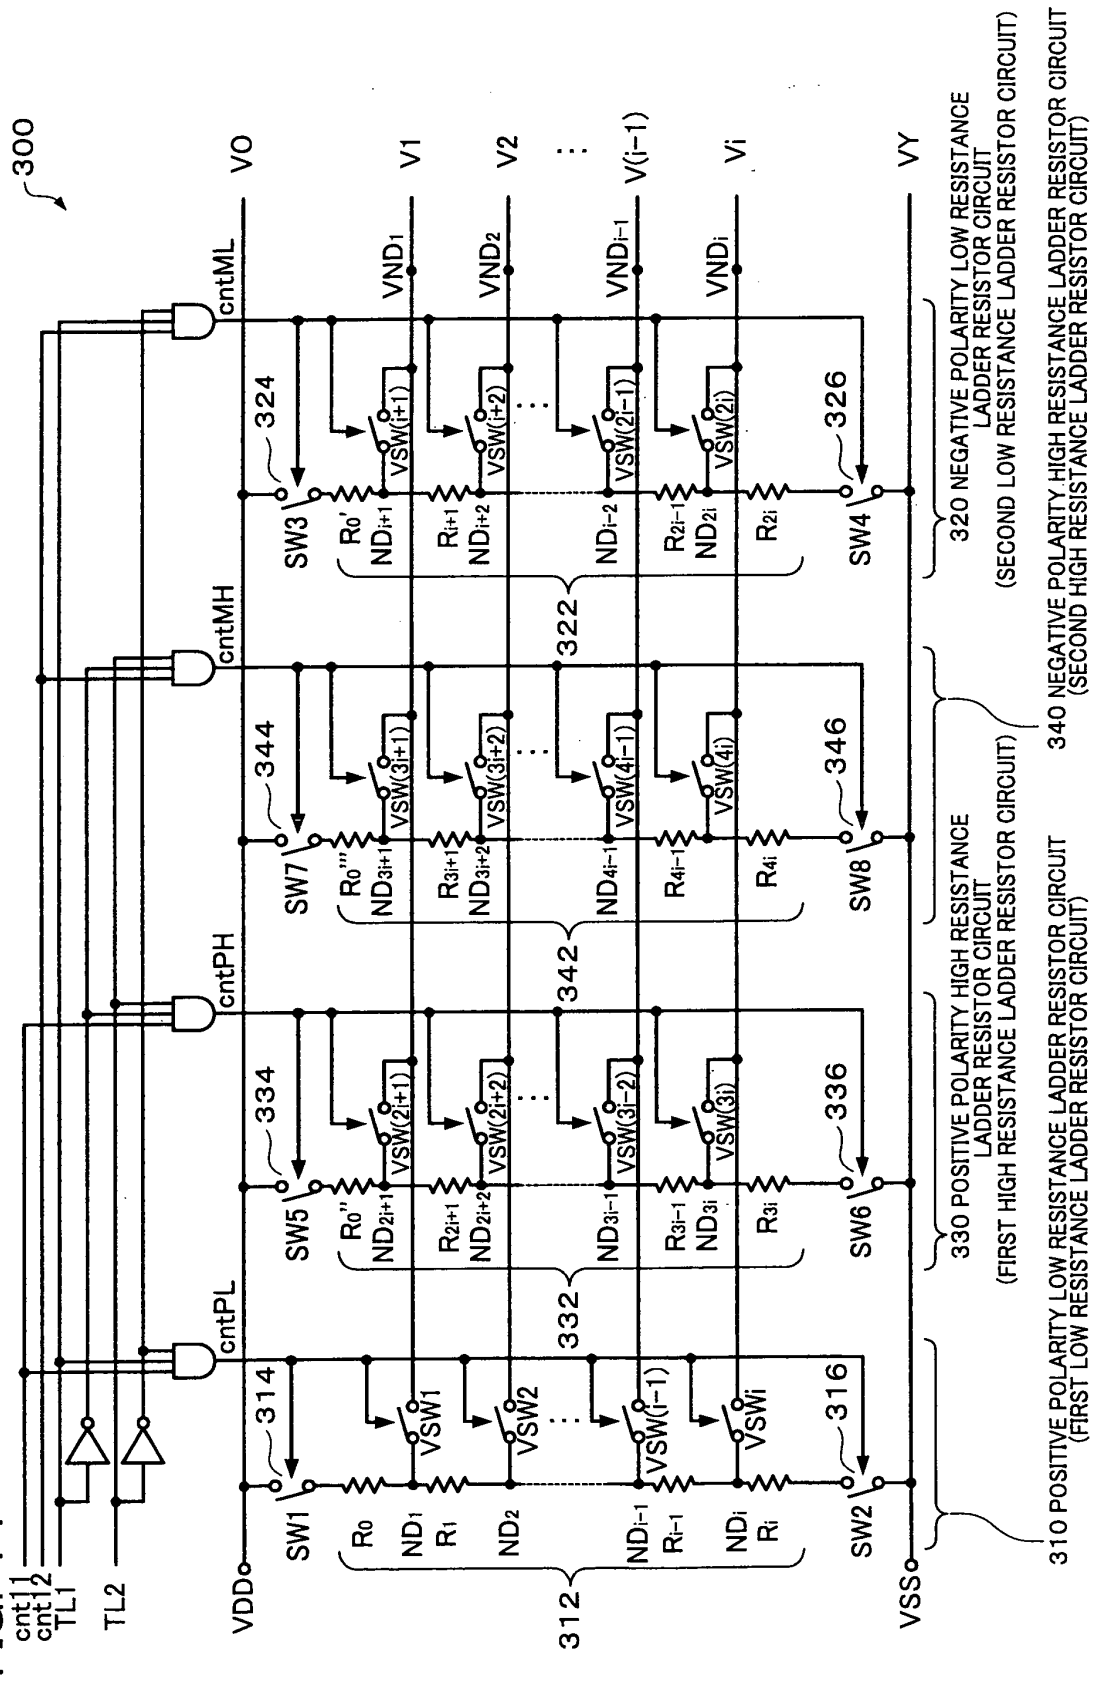 300
cnt11
cnt12
TL1
TL2
cntPL
cntPH
cntMH
cntML
VDD
V0
314
334
344
324
SW1
SW5
SW7
SW3
R0
R0''
R0'''
R0'
ND1
ND2i+1
ND3i+1
NDi+1
VSW1
VSW(2i+1)
VSW(3i+1)
VSW(i+1)
VND1
V1
R1
R2i+1
R3i+1
Ri+1
ND2
ND2i+2
ND3i+2
NDi+2
VSW2
VSW(2i+2)
VSW(3i+2)
VSW(i+2)
VND2
V2
...
...
...
...
...
312
332
342
322
NDi-1
ND3i-1
ND4i-1
NDi-2
VSW(i-1)
VSW(3i-2)
VSW(4i-1)
VSW(2i-1)
VNDi-1
V(i-1)
Ri-1
R3i-1
R4i-1
R2i-1
NDi
ND3i
ND2i
VSWi
VSW(3i)
VSW(4i)
VSW(2i)
VNDi
Vi
Ri
R3i
R4i
R2i
316
336
346
326
SW2
SW6
SW8
SW4
VSS
VY
310 POSITIVE POLARITY LOW RESISTANCE LADDER RESISTOR CIRCUIT
(FIRST LOW RESISTANCE LADDER RESISTOR CIRCUIT)
330 POSITIVE POLARITY HIGH RESISTANCE
LADDER RESISTOR CIRCUIT
(FIRST HIGH RESISTANCE LADDER RESISTOR CIRCUIT)
340 NEGATIVE POLARITY HIGH RESISTANCE LADDER RESISTOR CIRCUIT
(SECOND HIGH RESISTANCE LADDER RESISTOR CIRCUIT)
320 NEGATIVE POLARITY LOW RESISTANCE
LADDER RESISTOR CIRCUIT
(SECOND LOW RESISTANCE LADDER RESISTOR CIRCUIT)